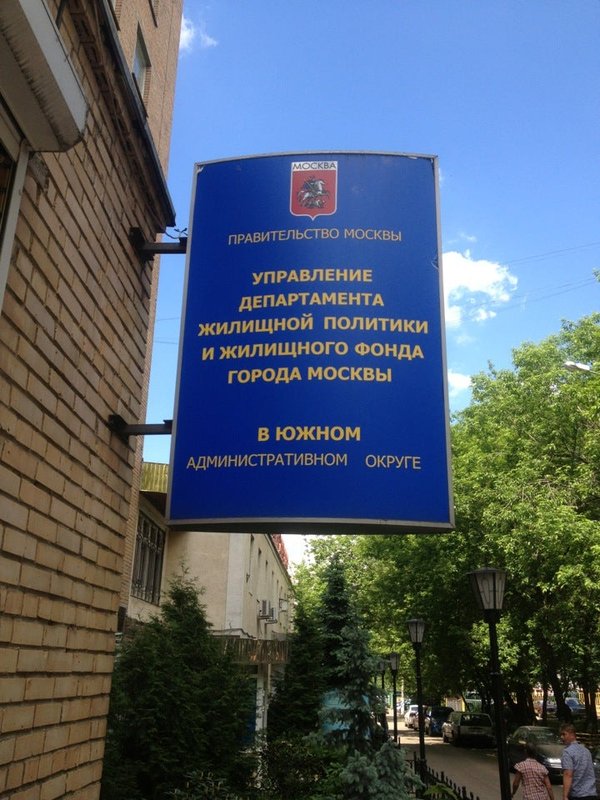 МОСКВА
ПРАВИТЕЛЬСТВО МОСКВЫ
УПРАВЛЕНИЕ
ДЕПАРТАМЕНТА
ЖИЛИЩНОЙ ПОЛИТИКИ
И ЖИЛИЩНОГО ФОНДА
ГОРОДА МОСКВЫ
В ЮЖНОМ
АДМИНИСТРАТИВНОМ ОКРУГЕ